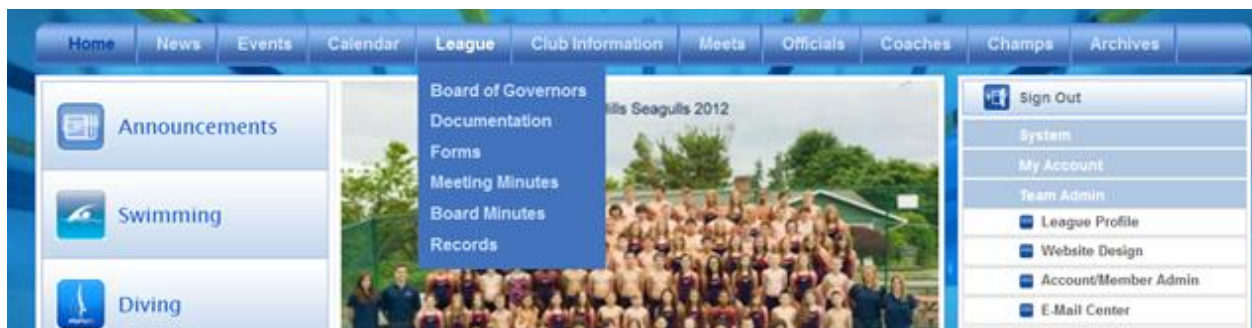 Home News Events Calendar League Club Information Meets Officials Coaches Champs Archives
Announcements
Swimming
Diving
Board of Governors
Documentation
Forms
Meeting Minutes
Board Minutes
Records
Seagulls 2012
Sign Out
System
My Account
Team Admin
League Profile
Website Design
Account/Member Admin
E-Mail Center